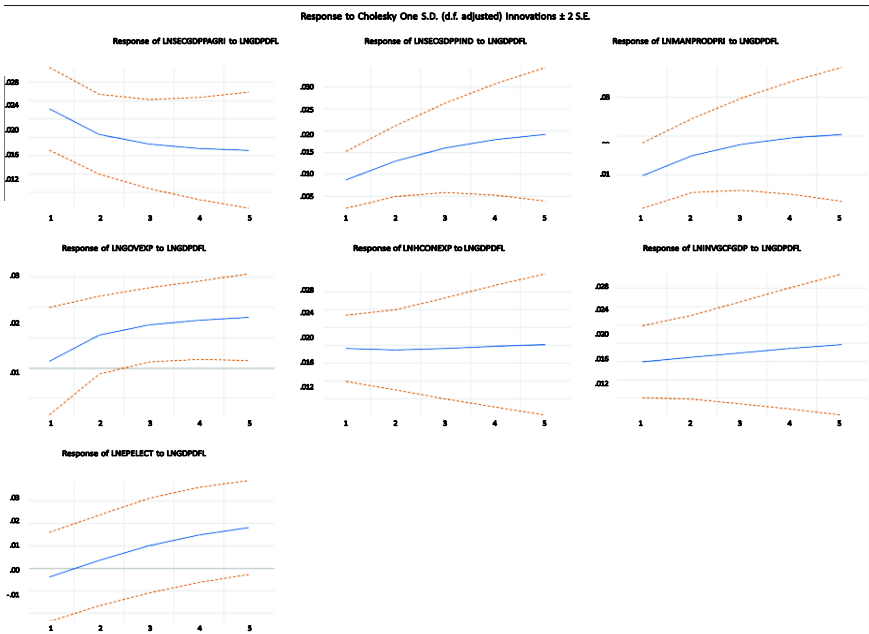 Response to Cholesky One S.D. (d.f. adjusted) Innovations ± 2 S.E.
Response of LNSECGDPPAGRI to LNGDPDFL
.028
.024
.020
.016
.012
1 2 3 4 5
Response of LNSECGDPPIND to LNGDPDFL
.030
.025
.020
.015
.010
.005
1 2 3 4 5
Response of LNMANPRODPRI to LNGDPDFL
.03
.01
1 2 3 4 5
Response of LNGOVEXP to LNGDPDFL
.03
.02
.01
1 2 3 4 5
Response of LNHCONEXP to LNGDPDFL
.028
.024
.020
.016
.012
1 2 3 4 5
Response of LNINVGCFGDP to LNGDPDFL
.028
.024
.020
.016
.012
1 2 3 4 5
Response of LNEPELECT to LNGDPDFL
.03
.02
.01
.00
-.01
1 2 3 4 5